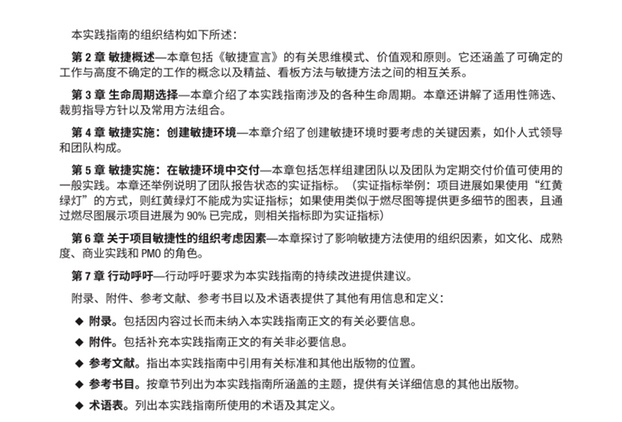 本实践指南的组织结构如下所述：
第 2 章 敏捷概述—本章包括《敏捷宣言》的有关思维模式、价值观和原则。它还涵盖了可确定的
工作与高度不确定的工作的概念以及精益、看板方法与敏捷方法之间的相互关系。
第 3 章 生命周期选择—本章介绍了本实践指南涉及的各种生命周期。本章还讲解了适用性筛选、
裁剪指导方针以及常用方法组合。
第 4 章 敏捷实施：创建敏捷环境—本章介绍了创建敏捷环境时要考虑的关键因素，如仆人式领导
和团队构成。
第 5 章 敏捷实施：在敏捷环境中交付—本章包括怎样组建团队以及团队为定期交付价值可使用的
一般实践。本章还举例说明了团队报告状态的实证指标。（实证指标举例：项目进展如果使用“红黄
绿灯”的方式，则红黄绿灯不能成为实证指标；如果使用类似于燃尽图等提供更多细节的图表，且通
过燃尽图展示项目进展为 90% 已完成，则相关指标即为实证指标）
第 6 章 关于项目敏捷性的组织考虑因素—本章探讨了影响敏捷方法使用的组织因素，如文化、成熟
度、商业实践和 PMO 的角色。
第 7 章 行动呼吁—行动呼吁要求为本实践指南的持续改进提供建议。
附录、附件、参考文献、参考书目以及术语表提供了其他有用信息和定义：
◆ 附录。包括因内容过长而未纳入本实践指南正文的有关必要信息。
◆ 附件。包括补充本实践指南正文的有关非必要信息。
◆ 参考文献。指出本实践指南中引用有关标准和其他出版物的位置。
◆ 参考书目。按章节列出为本实践指南所涵盖的主题，提供有关详细信息的其他出版物。
◆ 术语表。列出本实践指南所使用的术语及其定义。